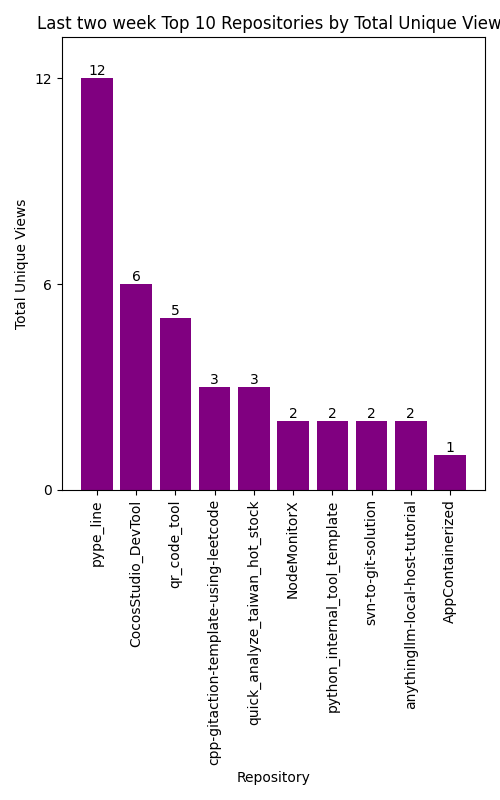 Last two week Top 10 Repositories by Total Unique View
12
6
5
3
3
2
2
2
2
1
12
6
0
Total Unique Views
pype_line
CocosStudio_DevTool
qr_code_tool
cpp-gitaction-template-using-leetcode
quick_analyze_taiwan_hot_stock
NodeMonitorX
python_internal_tool_template
svn-to-git-solution
anythingllm-local-host-tutorial
AppContainerized
Repository